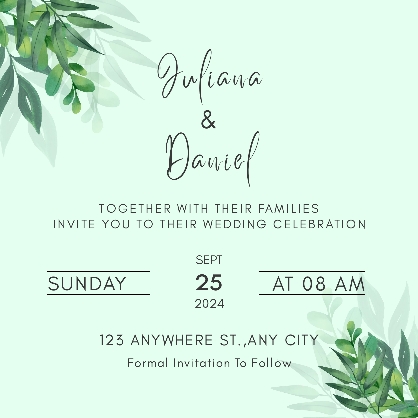 Juliana
&
Daniel
TOGETHER WITH THEIR FAMILIES
INVITE YOU TO THEIR WEDDING CELEBRATION
SEPT
SUNDAY 25 AT 08 AM
2024
123 ANYWHERE ST.,ANY CITY
Formal Invitation To Follow